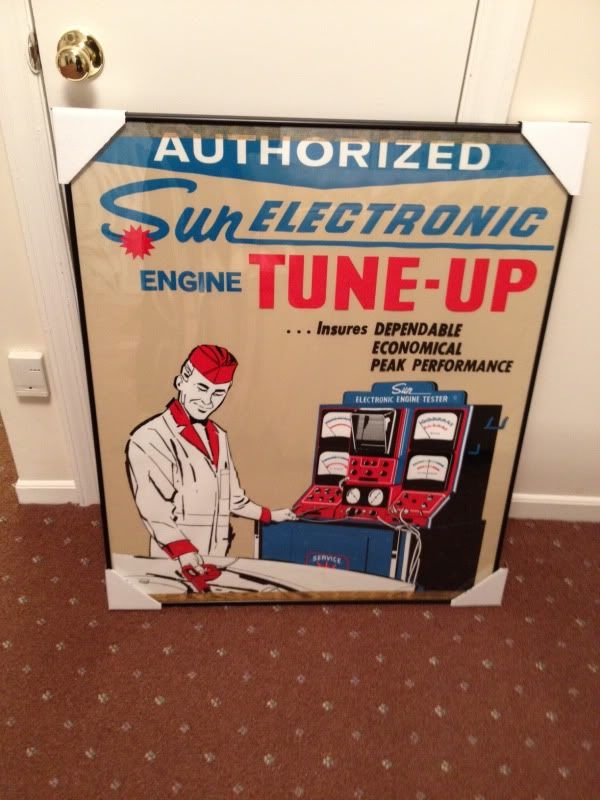 AUTHORIZED
Sun ELECTRONIC
ENGINE TUNE-UP
... Insures DEPENDABLE
ECONOMICAL
PEAK PERFORMANCE
Sun
ELECTRONIC ENGINE TESTER
SERVICE